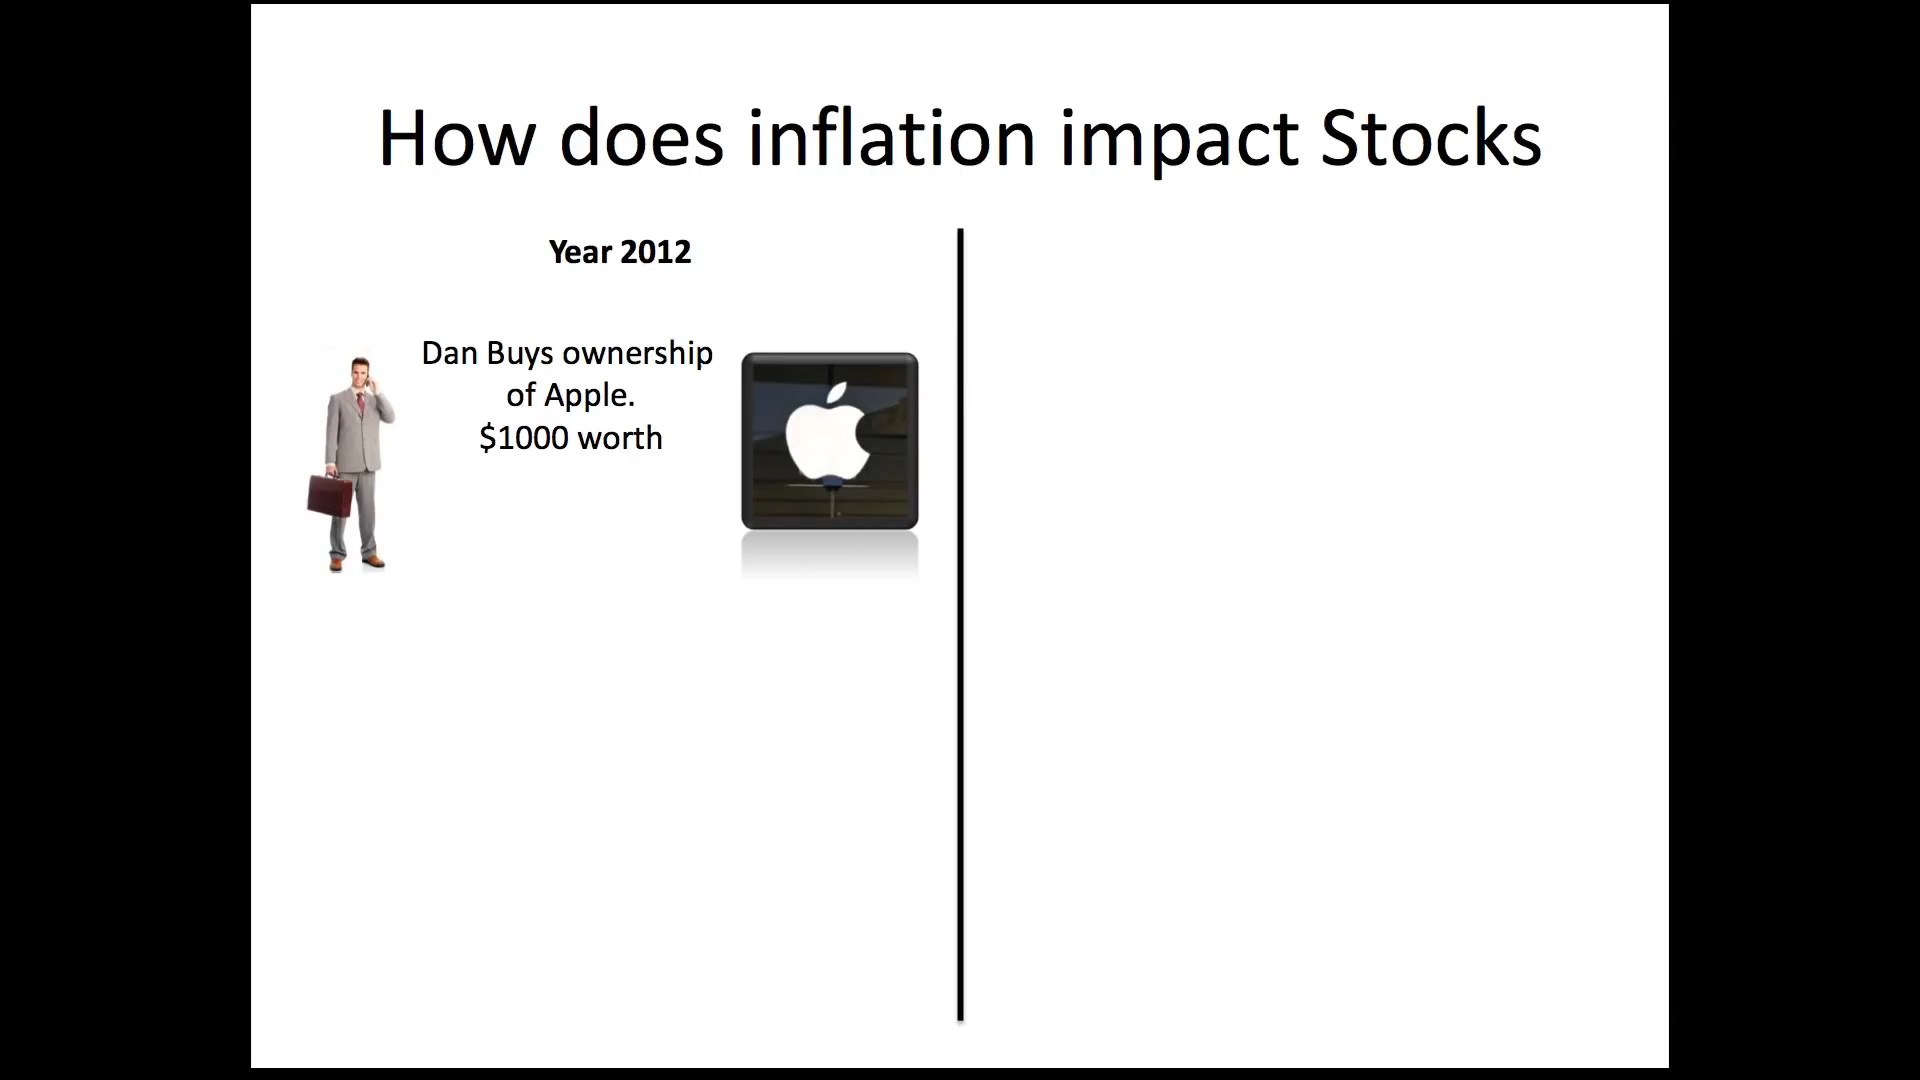 How does inflation impact Stocks
Year 2012
Dan Buys ownership
of Apple.
$1000 worth